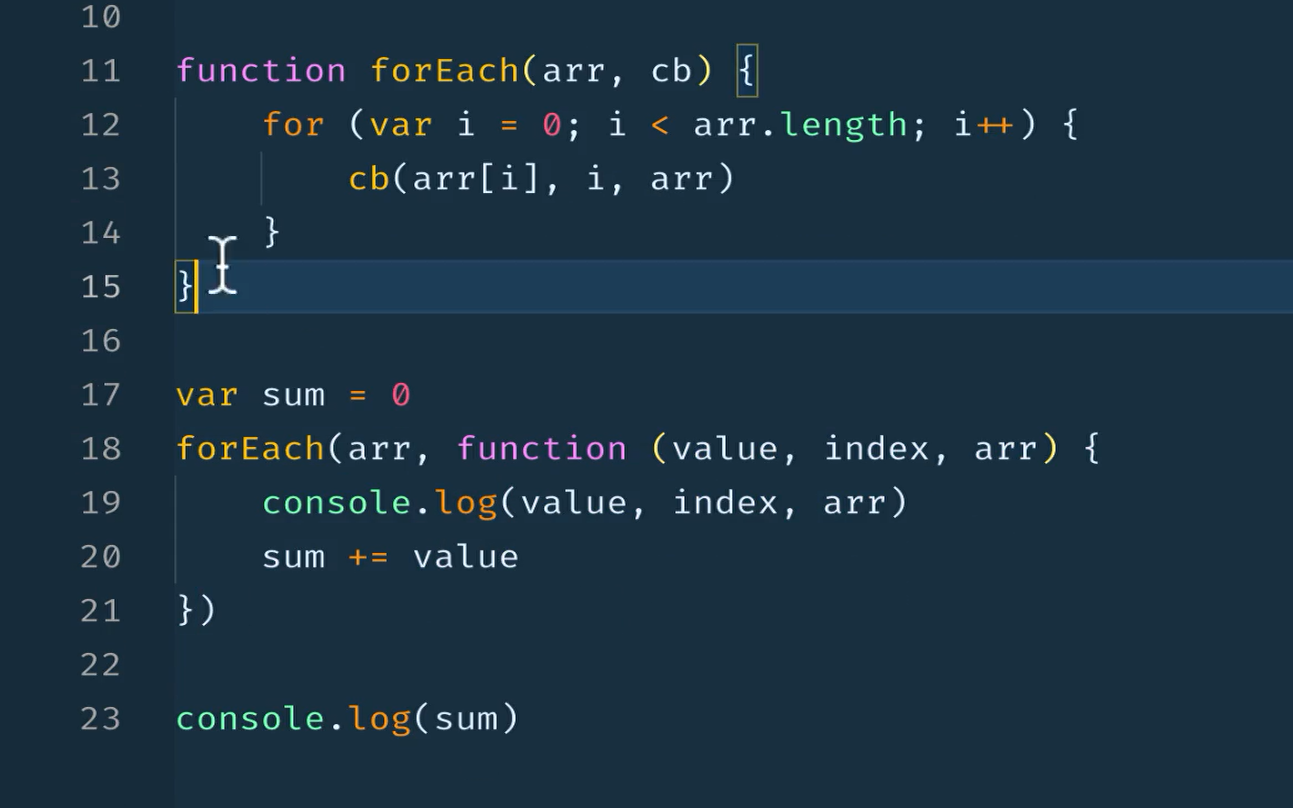 10
11 function forEach(arr, cb) {
12     for (var i = 0; i < arr.length; i++) {
13         cb(arr[i], i, arr)
14     }
15 }
16
17 var sum = 0
18 forEach(arr, function (value, index, arr) {
19     console.log(value, index, arr)
20     sum += value
21 })
22
23 console.log(sum)